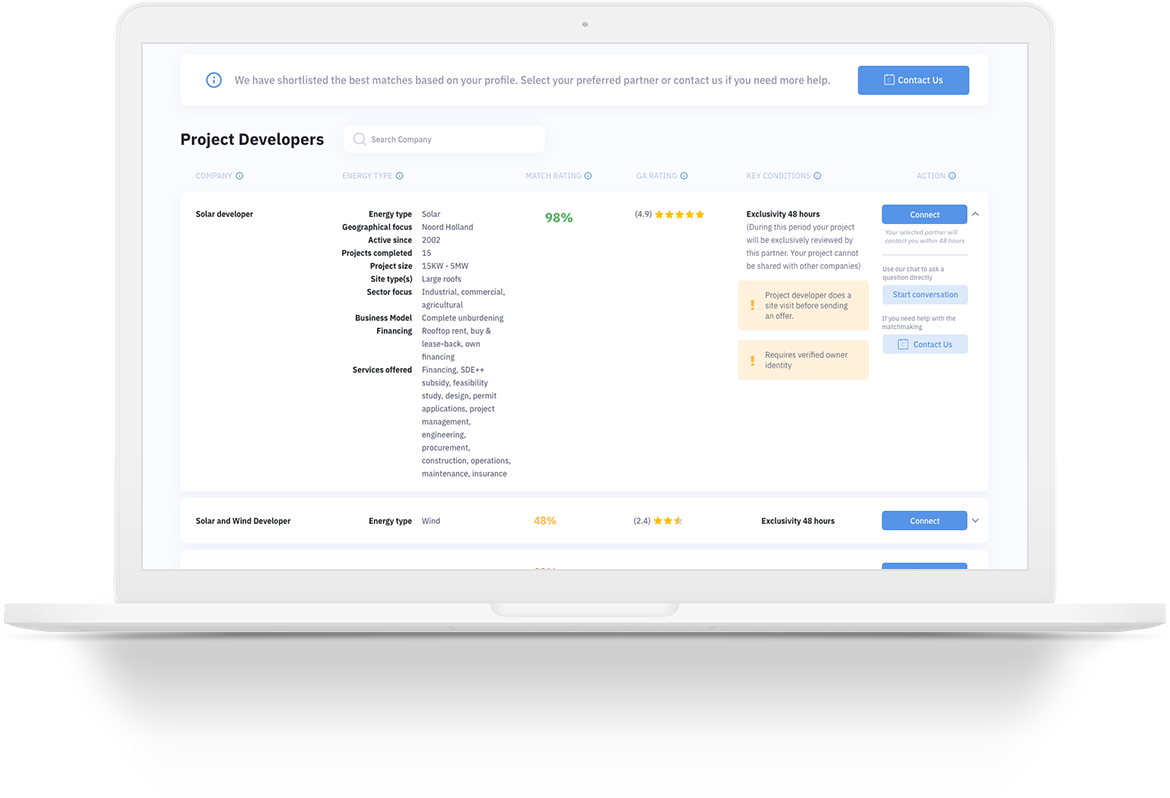 We have shortlisted the best matches based on your profile. Select your preferred partner or contact us if you need more help.
Contact Us
Project Developers
Search Company
COMPANY
ENERGY TYPE
MATCH RATING
GA RATING
KEY CONDITIONS
ACTION
Solar developer
Energy type Solar
Geographical focus Noord Holland
Active since 2002
Projects completed 15
Project size 15KW - 5MW
Site type(s) Large roofs
Sector focus Industrial, commercial,
agricultural
Business Model Complete unburdening
Financing Rooftop rent, buy &
lease-back, own
financing
Services offered Financing, SDE++
subsidy, feasibility
study, design, permit
applications, project
management,
engineering,
procurement,
construction, operations,
maintenance, insurance
98%
(4.9)
Exclusivity 48 hours
(During this period your project
will be exclusively reviewed by
this partner. Your project cannot
be shared with other companies)
Project developer does a
site visit before sending
an offer.
Requires verified owner
identity
Connect
Your selected partner will
contact you within 48 hours
Use our chat to ask a
question directly
Start conversation
If you need help with the
matchmaking
Contact Us
Solar and Wind Developer
Energy type Wind
48%
(2.4)
Exclusivity 48 hours
Connect